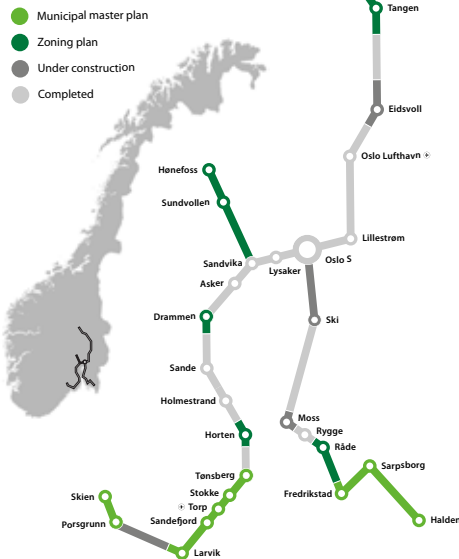 Municipal master plan
Zoning plan
Under construction
Completed
Tangen
Eidsvoll
Oslo Lufthavn
Hønefoss
Sundvollen
Lillestrøm
Sandvika
Oslo S
Lysaker
Asker
Drammen
Ski
Sande
Holmestrand
Moss
Rygge
Horten
Råde
Sarpsborg
Tønsberg
Skien
Stokke
Fredrikstad
Torp
Porsgrunn
Sandefjord
Halden
Larvik